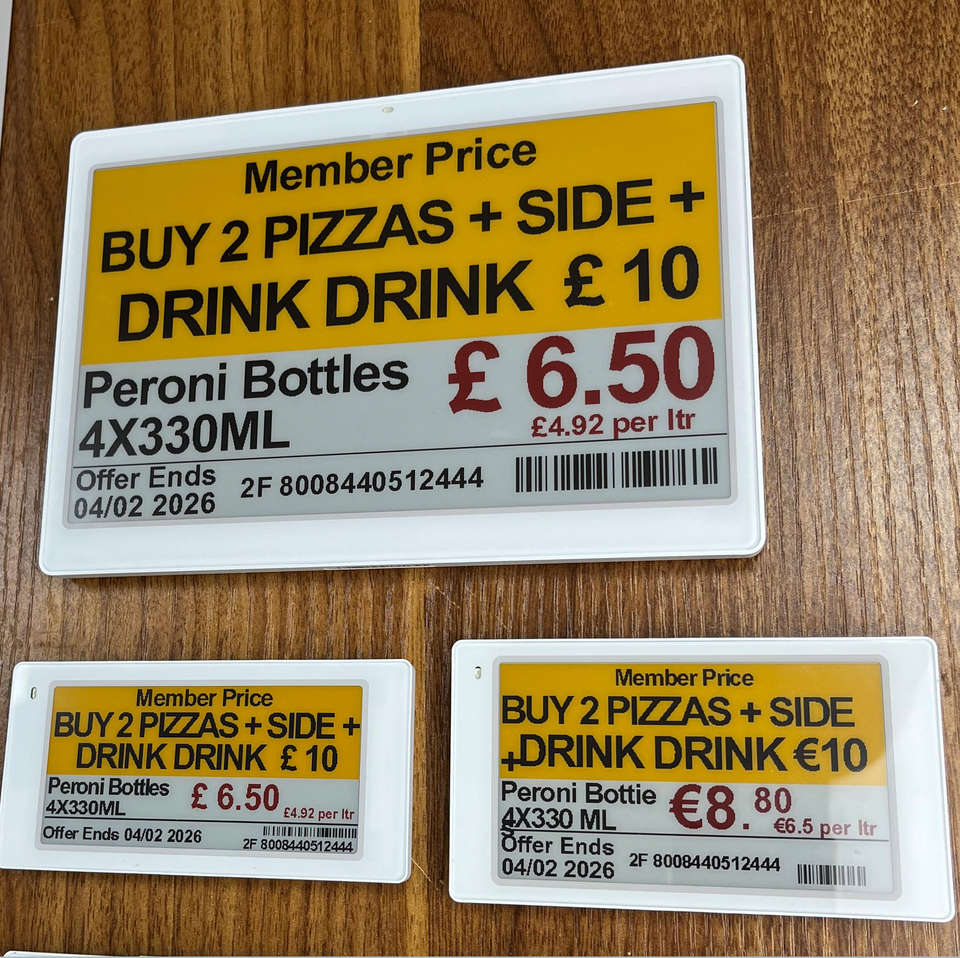 Member Price
BUY 2 PIZZAS + SIDE +
DRINK DRINK £ 10
Peroni Bottles £ 6.50
4X330ML £4.92 per ltr
Offer Ends
04/02 2026 2F 8008440512444
Member Price
BUY 2 PIZZAS + SIDE +
DRINK DRINK £ 10
Peroni Bottles £ 6.50
4X330ML £4.92 per ltr
Offer Ends 04/02 2026
2F 8008440512444
Member Price
BUY 2 PIZZAS + SIDE
+DRINK DRINK €10
Peroni Bottie €8.80
4X330 ML €6.5 per ltr
Offer Ends
04/02 2026 2F 8008440512444